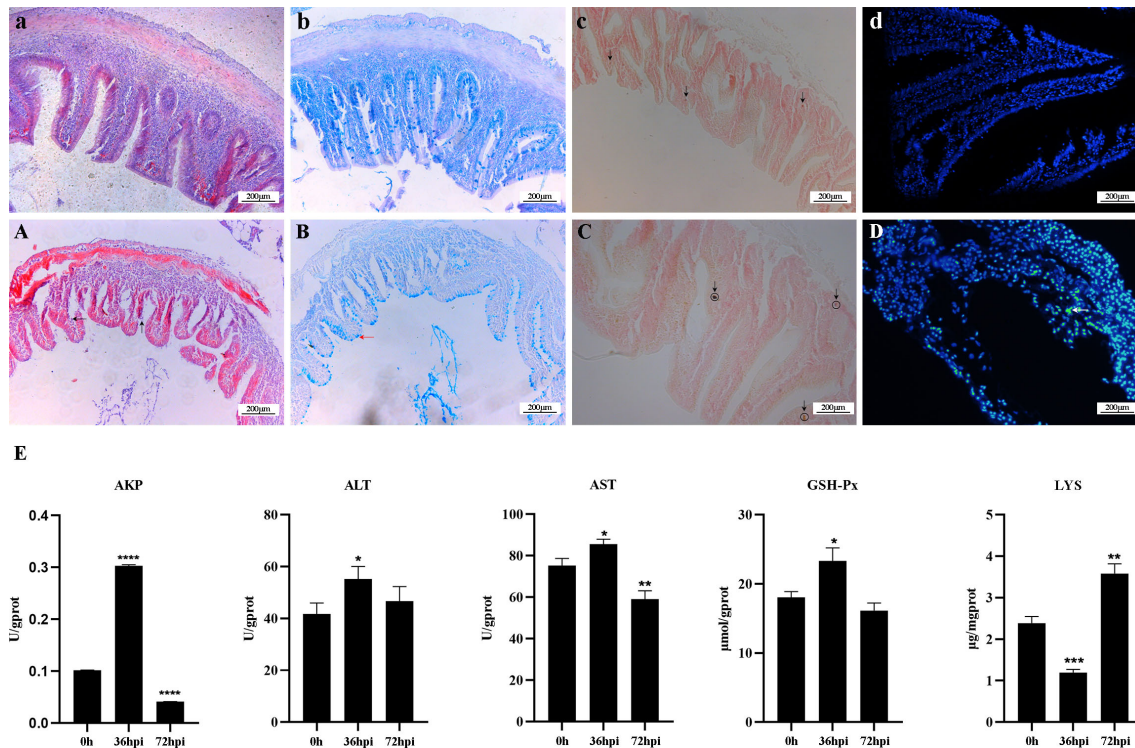 a
b
c
d
200μm
200μm
200μm
200μm
A
B
C
D
200μm
200μm
200μm
200μm
E
AKP
ALT
AST
GSH-Px
LYS
U/gprot
0.4
0.3
0.2
0.1
0.0
****
****
0h 36hpi 72hpi
U/gprot
80
60
40
20
0
*
0h 36hpi 72hpi
U/gprot
100
80
60
40
20
0
*
**
0h 36hpi 72hpi
μmol/gprot
30
20
10
0
*
0h 36hpi 72hpi
μg/mgprot
5
4
3
2
1
0
***
**
0h 36hpi 72hpi